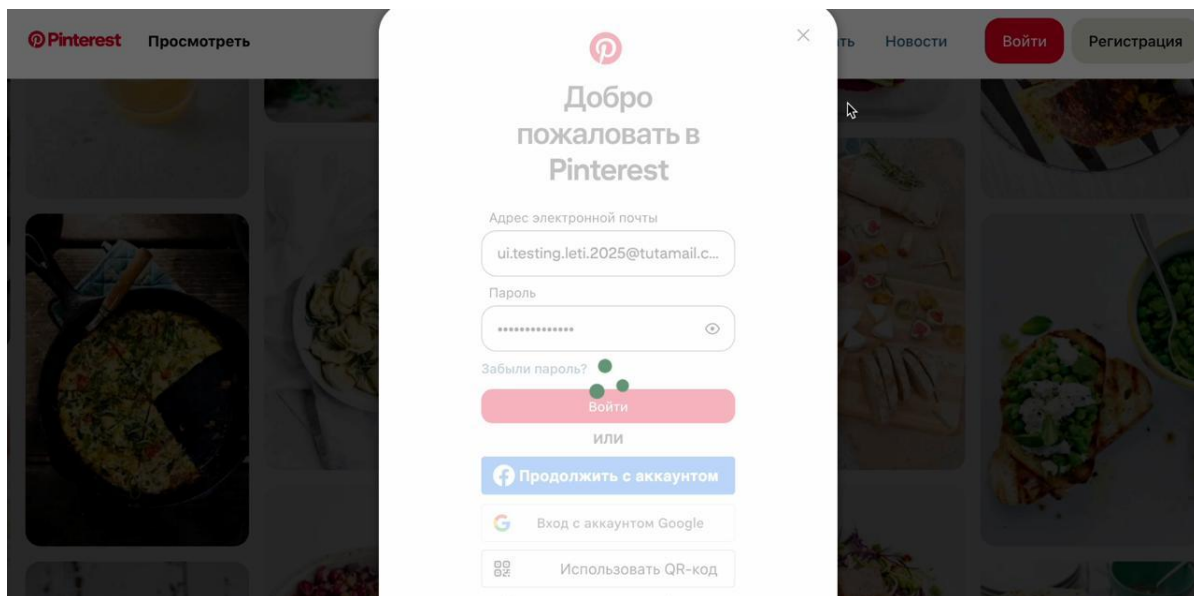 Pinterest Просмотреть ть Новости Войти Регистрация
Добро
пожаловать в
Pinterest
Адрес электронной почты
ui.testing.leti.2025@tutamail.c...
Пароль
••••••••••••••
Забыли пароль?
Войти
или
Продолжить с аккаунтом
Вход с аккаунтом Google
Использовать QR-код